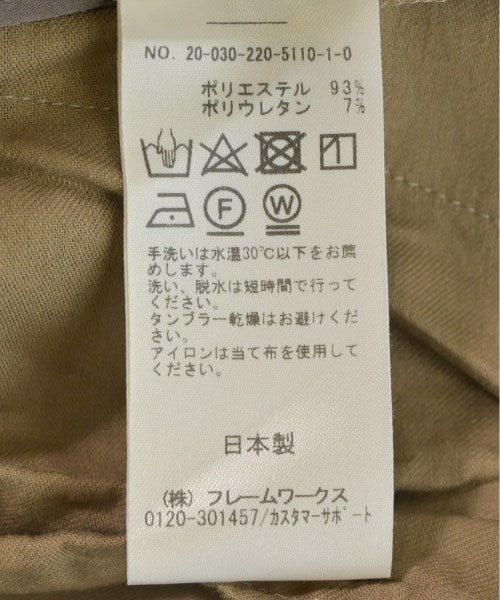 NO. 20-030-220-5110-1-0
ポリエステル 93%
ポリウレタン 7%
F W
手洗いは水温30℃以下をお薦
めします。
洗い、脱水は短時間で行って
ください。
タンブラー乾燥はお避けくだ
さい。
アイロンは当て布を使用して
ください。
日本製
(株) フレームワークス
0120-301457/カスタマーサポート